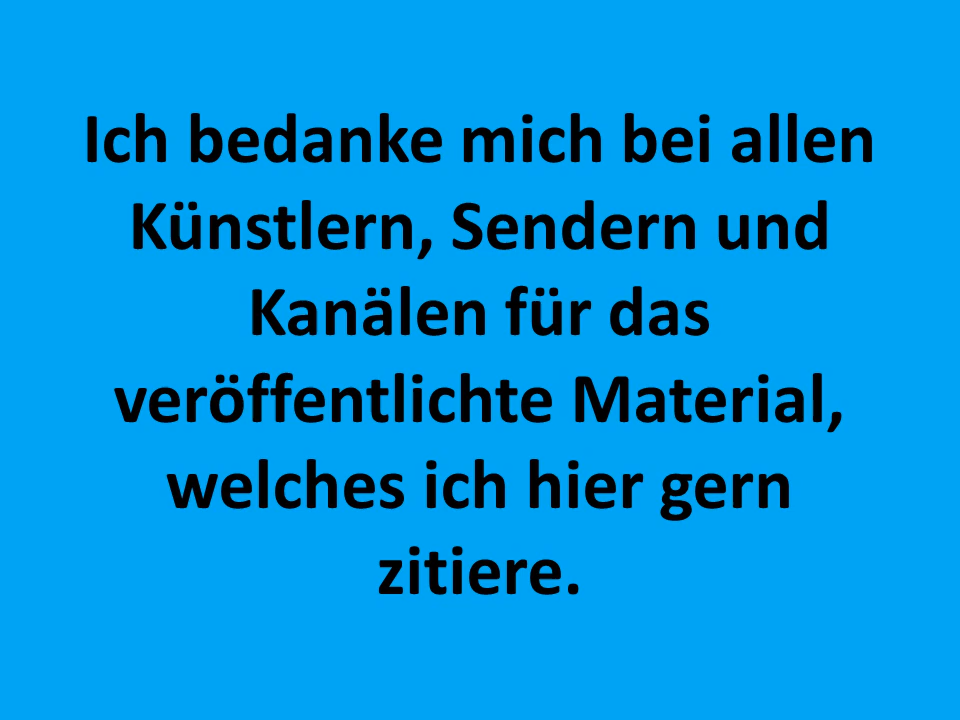 Ich bedanke mich bei allen
Künstlern, Sendern und
Kanälen für das
veröffentlichte Material,
welches ich hier gern
zitiere.